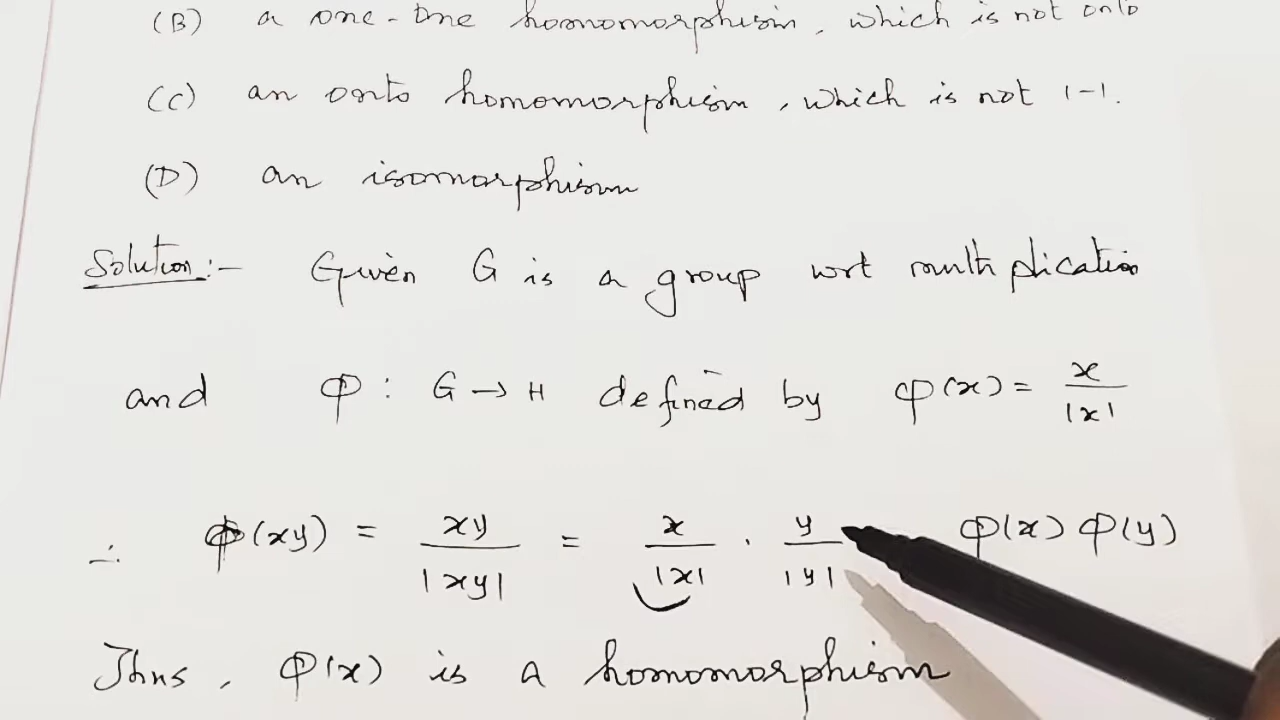 (B) a one-one homomorphism, which is not onto
(C) an onto homomorphism, which is not 1-1.
(D) an isomorphism
Solution:- Given G is a group wrt multiplication
and φ: G → H defined by φ(x) = x/|x|
∴ φ(xy) = xy/|xy| = x/|x| · y/|y| φ(x) φ(y)
Thus, φ(x) is a homomorphism